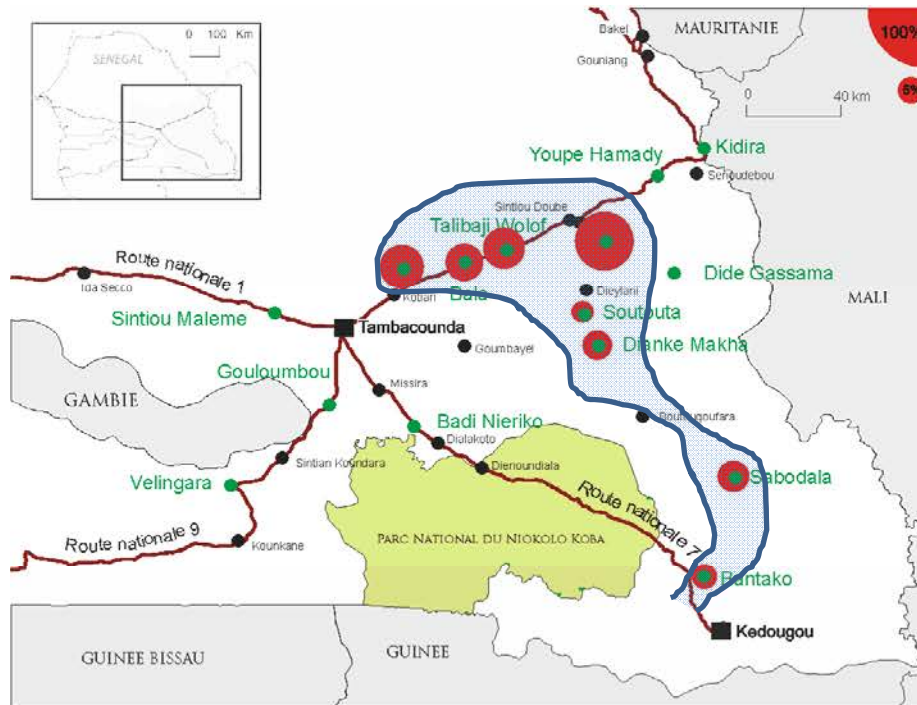 0 100 Km
SENEGAL
MAURITANIE
100%
6%
Bakel
Gouniang
0 40 km
Kidira
Youpe Hamady
Senoudebou
Sintiou Doube
Talibaji Wolof
Route nationale 1
Ida Secco
Bala
Dide Gassama
MALI
Dieylani
Sintiou Maleme
Soutouta
Tambacounda
Goumbayel
Dianke Makha
Gouloumbou
Missira
GAMBIE
Badi Nieriko
Dialakoto
Sintian Koundara
Dienoundiala
Sabodala
Velingara
Route nationale 7
Route nationale 9
Kounkane
PARC NATIONAL DU NIOKOLO KOBA
Bantako
Kedougou
GUINEE BISSAU
GUINEE